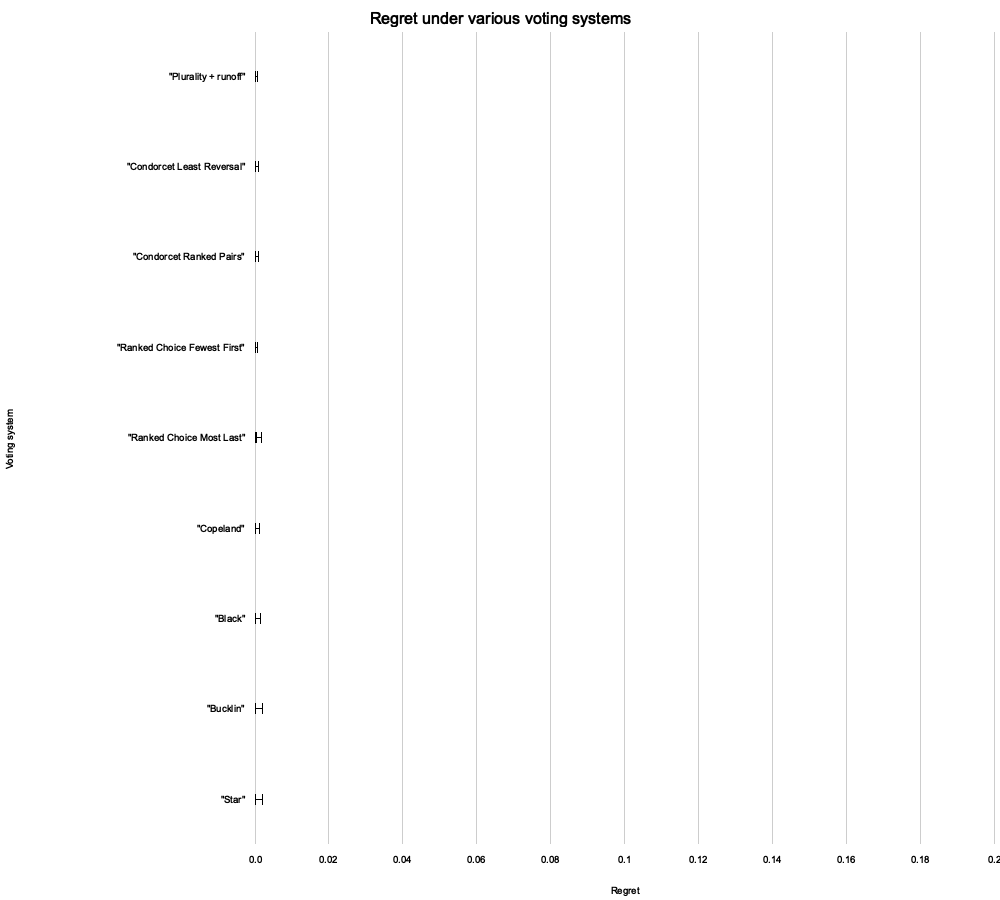 Regret under various voting systems
"Plurality + runoff"
"Condorcet Least Reversal"
"Condorcet Ranked Pairs"
"Ranked Choice Fewest First"
"Ranked Choice Most Last"
"Copeland"
"Black"
"Bucklin"
"Star"
Voting system
0.0 0.02 0.04 0.06 0.08 0.1 0.12 0.14 0.16 0.18 0.2
Regret